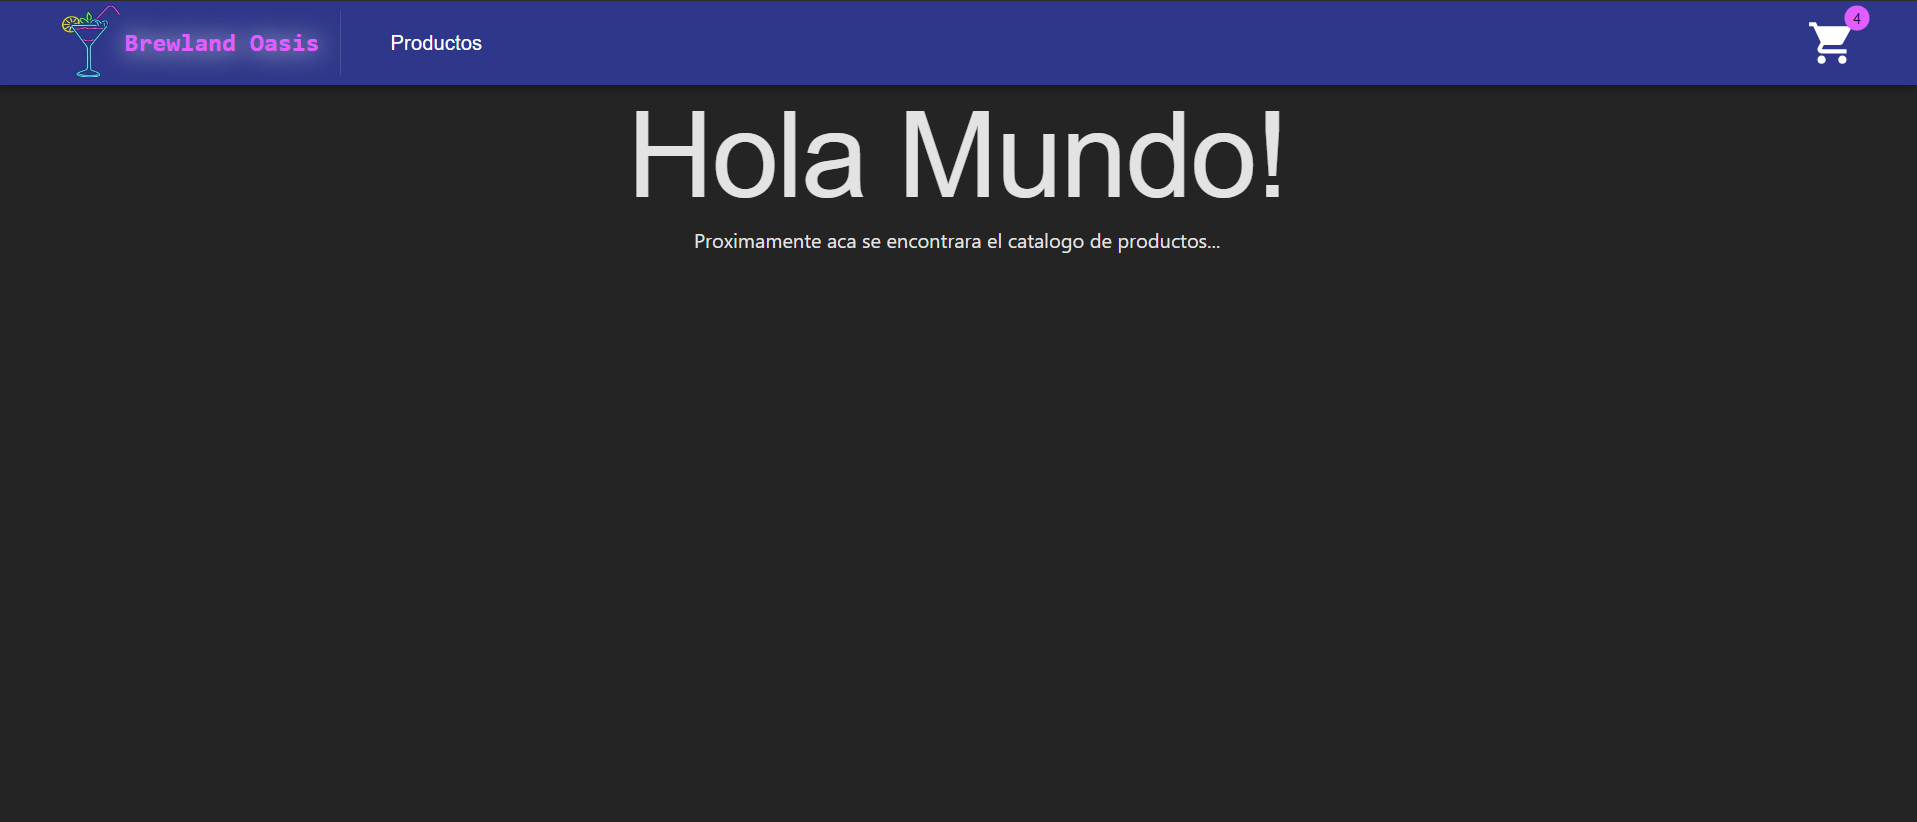 Brewland Oasis
Productos
4
Hola Mundo!
Proximamente aca se encontrara el catalogo de productos...